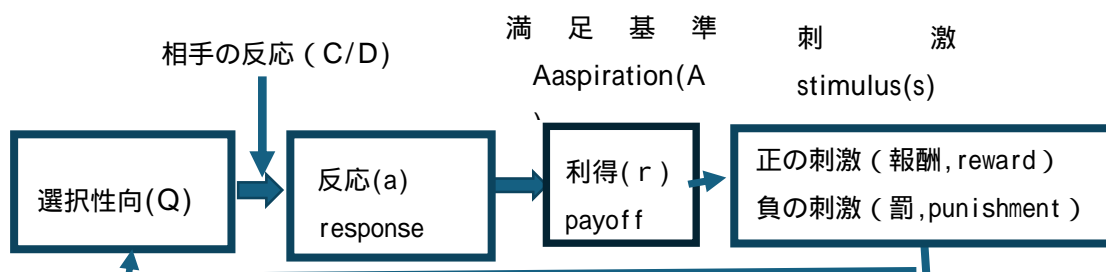 満足基準
刺激
相手の反応（C/D)
Aaspiration(A
、
stimulus(s)
選択性向(Q)
反応(a)
response
利得(ｒ)
payoff
正の刺激（報酬,reward）
負の刺激（罰,punishment）